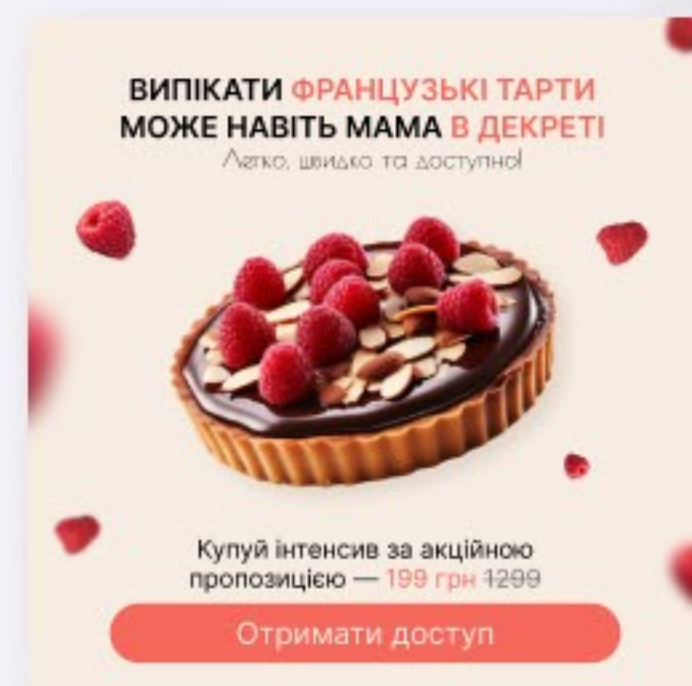 ВИПІКАТИ ФРАНЦУЗЬКІ ТАРТИ
МОЖЕ НАВІТЬ МАМА В ДЕКРЕТІ
Легко, швидко та доступно!
Купуй інтенсив за акційною
пропозицією — 199 грн 1299
Отримати доступ